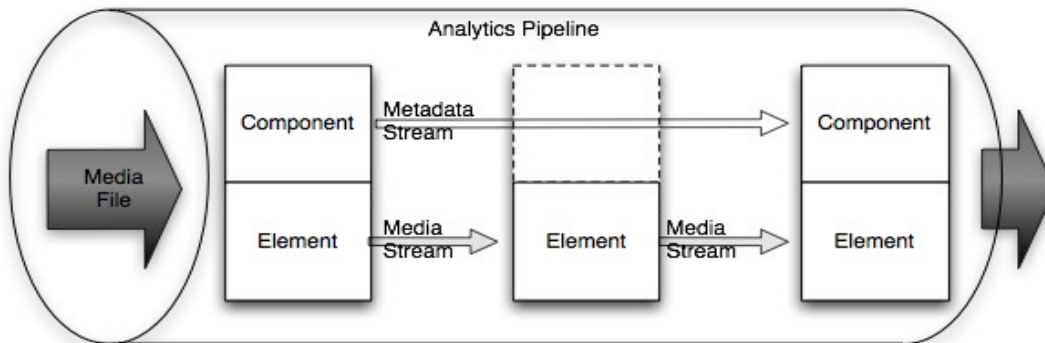 Analytics Pipeline
Media
File
Component
Metadata
Stream
Component
Element
Media
Stream
Element
Media
Stream
Element